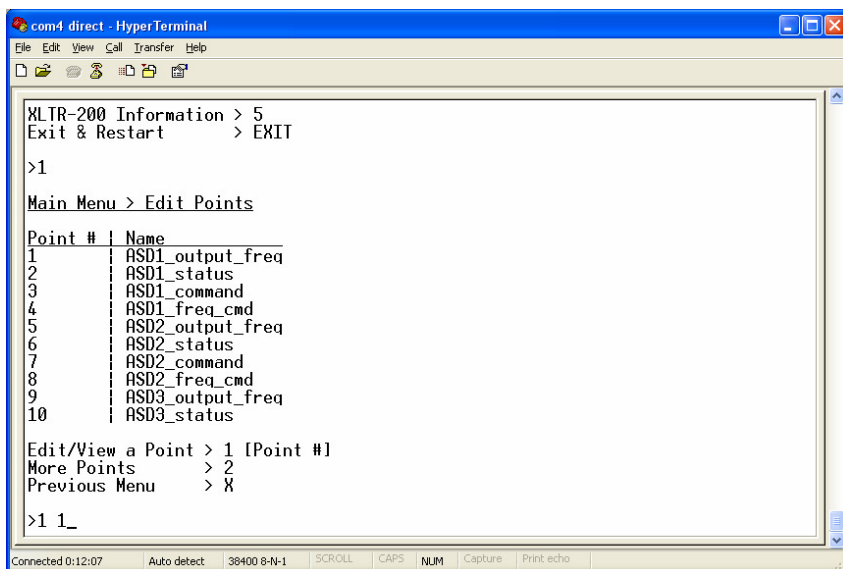 com4 direct - HyperTerminal
File Edit View Call Transfer Help
XLTR-200 Information > 5
Exit & Restart > EXIT
>1
Main Menu > Edit Points
Point # ¦ Name
1 ¦ ASD1_output_freq
2 ¦ ASD1_status
3 ¦ ASD1_command
4 ¦ ASD1_freq_cmd
5 ¦ ASD2_output_freq
6 ¦ ASD2_status
7 ¦ ASD2_command
8 ¦ ASD2_freq_cmd
9 ¦ ASD3_output_freq
10 ¦ ASD3_status
Edit/View a Point > 1 [Point #]
More Points > 2
Previous Menu > X
>1 1_
Connected 0:12:07 Auto detect 38400 8-N-1 SCROLL CAPS NUM Capture Print echo